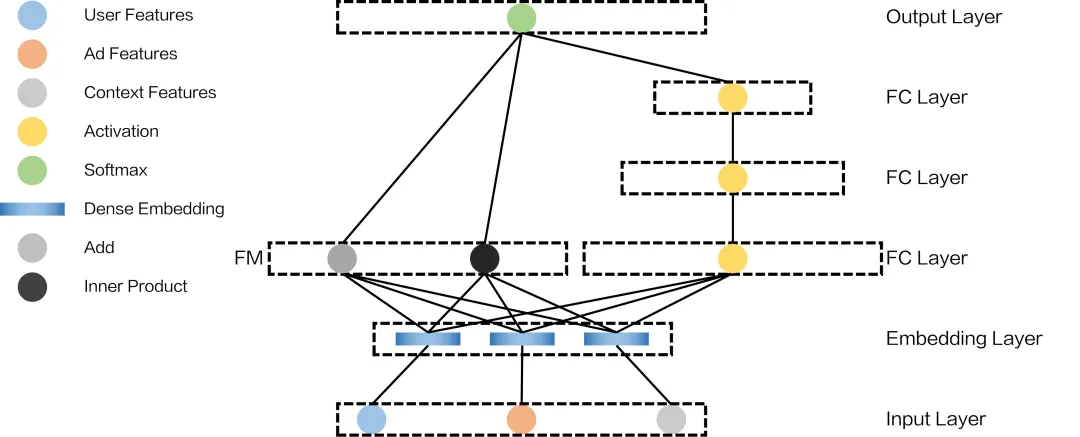 User Features
Ad Features
Context Features
Activation
Softmax
Dense Embedding
Add
Inner Product
FM
Output Layer
FC Layer
FC Layer
FC Layer
Embedding Layer
Input Layer